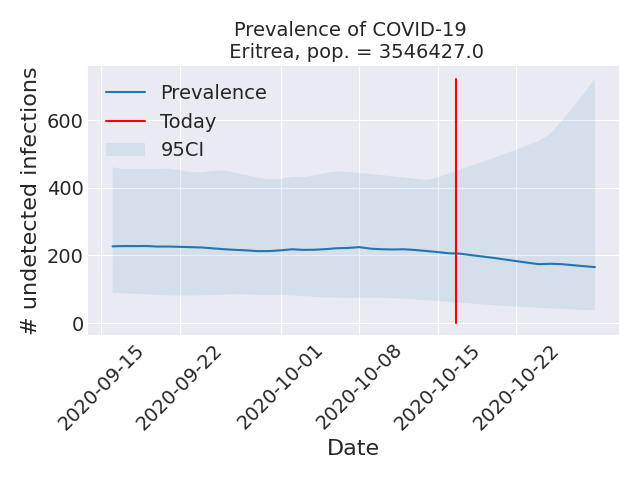 Prevalence of COVID-19
Eritrea, pop. = 3546427.0
# undetected infections
600
400
200
0
Prevalence
Today
95CI
2020-09-15
2020-09-22
2020-10-01
2020-10-08
2020-10-15
2020-10-22
Date